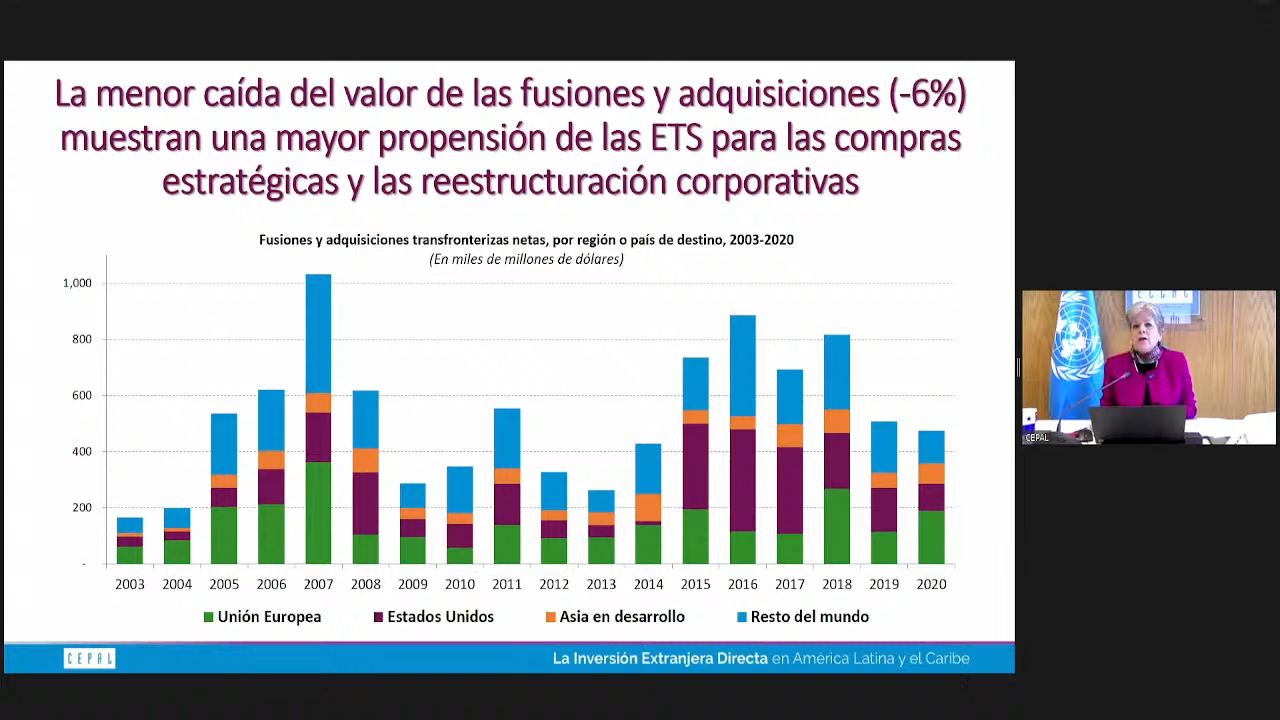 La menor caída del valor de las fusiones y adquisiciones (-6%)
muestran una mayor propensión de las ETS para las compras
estratégicas y las reestructuración corporativas
Fusiones y adquisiciones transfronterizas netas, por región o país de destino, 2003-2020
(En miles de millones de dólares)
1,000
800
600
400
200
-
2003 2004 2005 2006 2007 2008 2009 2010 2011 2012 2013 2014 2015 2016 2017 2018 2019 2020
Unión Europea Estados Unidos Asia en desarrollo Resto del mundo
CEPAL La Inversión Extranjera Directa en América Latina y el Caribe
CEPAL